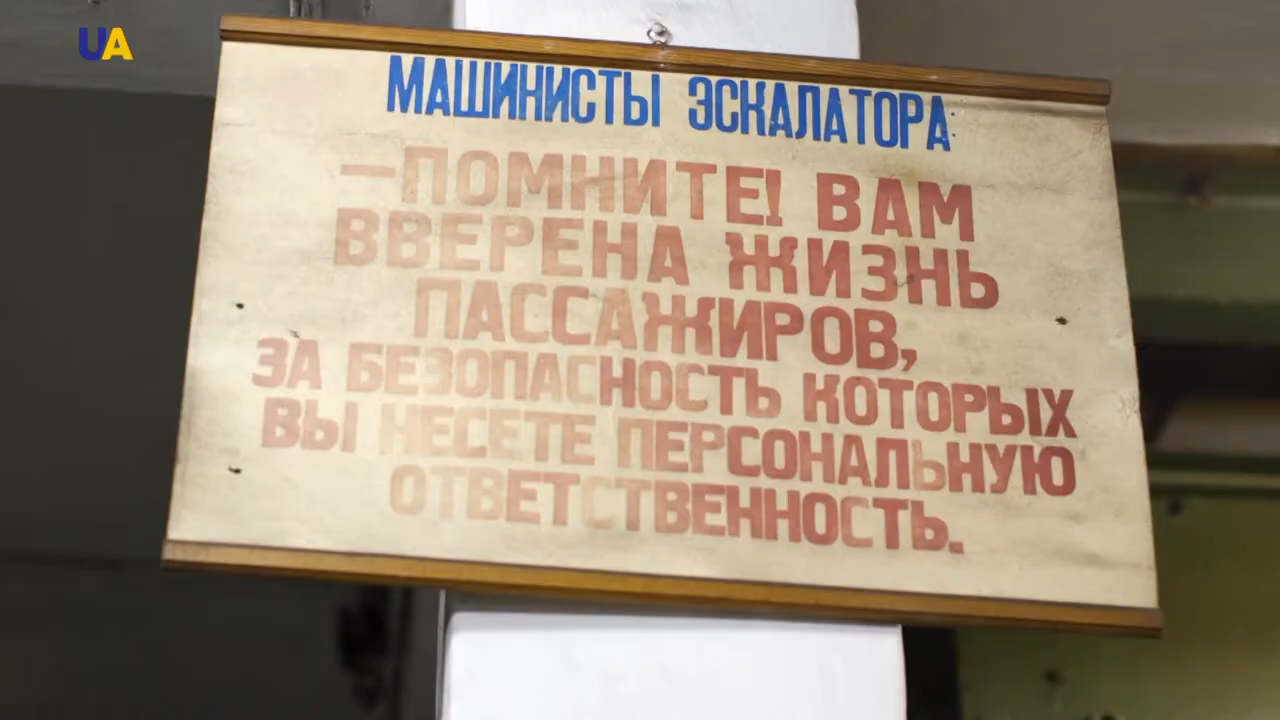 UA
МАШИНИСТЫ ЭСКАЛАТОРА:
—ПОМНИТЕ! ВАМ
ВВЕРЕНА ЖИЗНЬ
ПАССАЖИРОВ,
ЗА БЕЗОПАСНОСТЬ КОТОРЫХ
ВЫ НЕСЕТЕ ПЕРСОНАЛЬНУЮ
ОТВЕТСТВЕННОСТЬ.